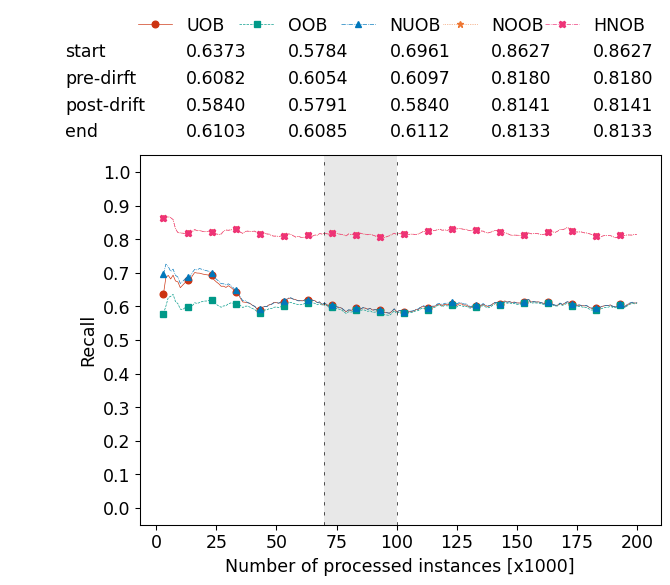 UOB OOB NUOB NOOB HNOB
start 0.6373 0.5784 0.6961 0.8627 0.8627
pre-dirft 0.6082 0.6054 0.6097 0.8180 0.8180
post-drift 0.5840 0.5791 0.5840 0.8141 0.8141
end 0.6103 0.6085 0.6112 0.8133 0.8133
1.0
0.9
0.8
0.7
0.6
0.5
0.4
0.3
0.2
0.1
0.0
Recall
0 25 50 75 100 125 150 175 200
Number of processed instances [x1000]